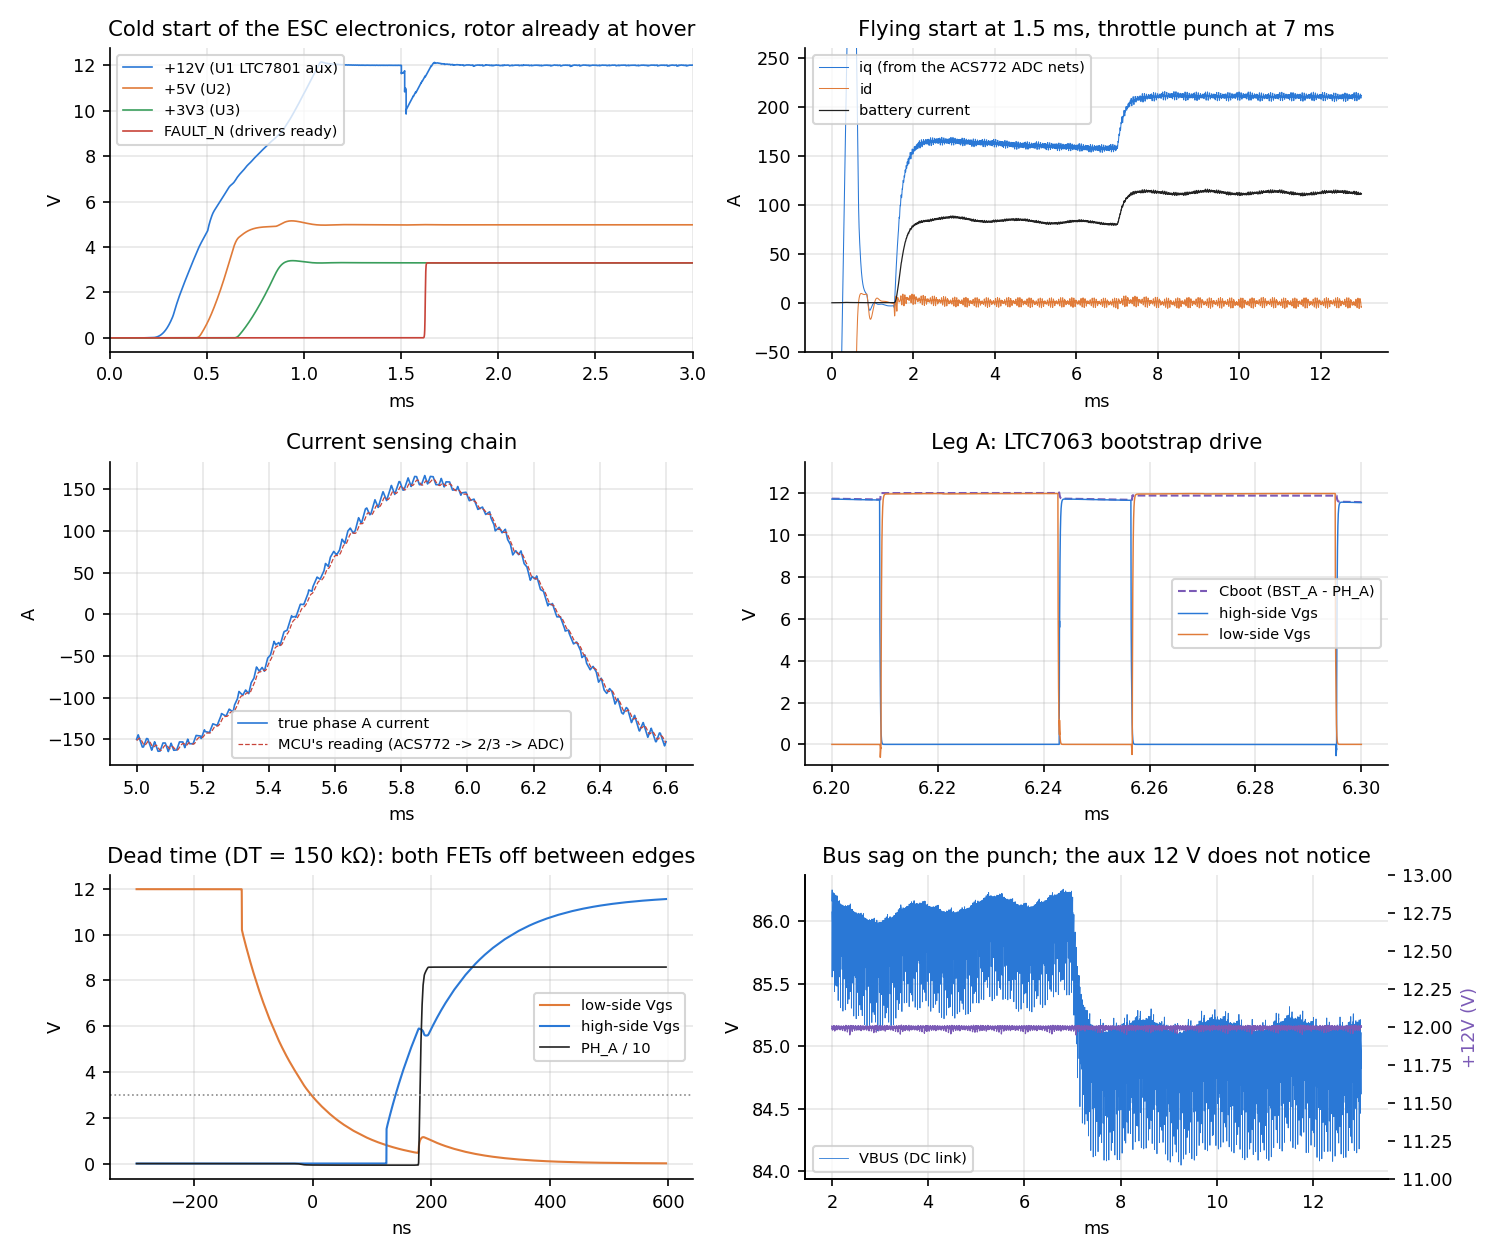 Cold start of the ESC electronics, rotor already at hover
V
12
10
8
6
4
2
0
+12V (U1 LTC7801 aux)
+5V (U2)
+3V3 (U3)
FAULT_N (drivers ready)
0.0 0.5 1.0 1.5 2.0 2.5 3.0
ms
Flying start at 1.5 ms, throttle punch at 7 ms
A
250
200
150
100
50
0
−50
iq (from the ACS772 ADC nets)
id
battery current
0 2 4 6 8 10 12
ms
Current sensing chain
A
150
100
50
0
−50
−100
−150
true phase A current
MCU's reading (ACS772 -> 2/3 -> ADC)
5.0 5.2 5.4 5.6 5.8 6.0 6.2 6.4 6.6
ms
Leg A: LTC7063 bootstrap drive
V
12
10
8
6
4
2
0
Cboot (BST_A - PH_A)
high-side Vgs
low-side Vgs
6.20 6.22 6.24 6.26 6.28 6.30
ms
Dead time (DT = 150 kΩ): both FETs off between edges
V
12
10
8
6
4
2
0
low-side Vgs
high-side Vgs
PH_A / 10
−200 0 200 400 600
ns
Bus sag on the punch; the aux 12 V does not notice
V
86.0
85.5
85.0
84.5
84.0
VBUS (DC link)
13.00
12.75
12.50
12.25
12.00
11.75
11.50
11.25
11.00
+12V (V)
2 4 6 8 10 12
ms